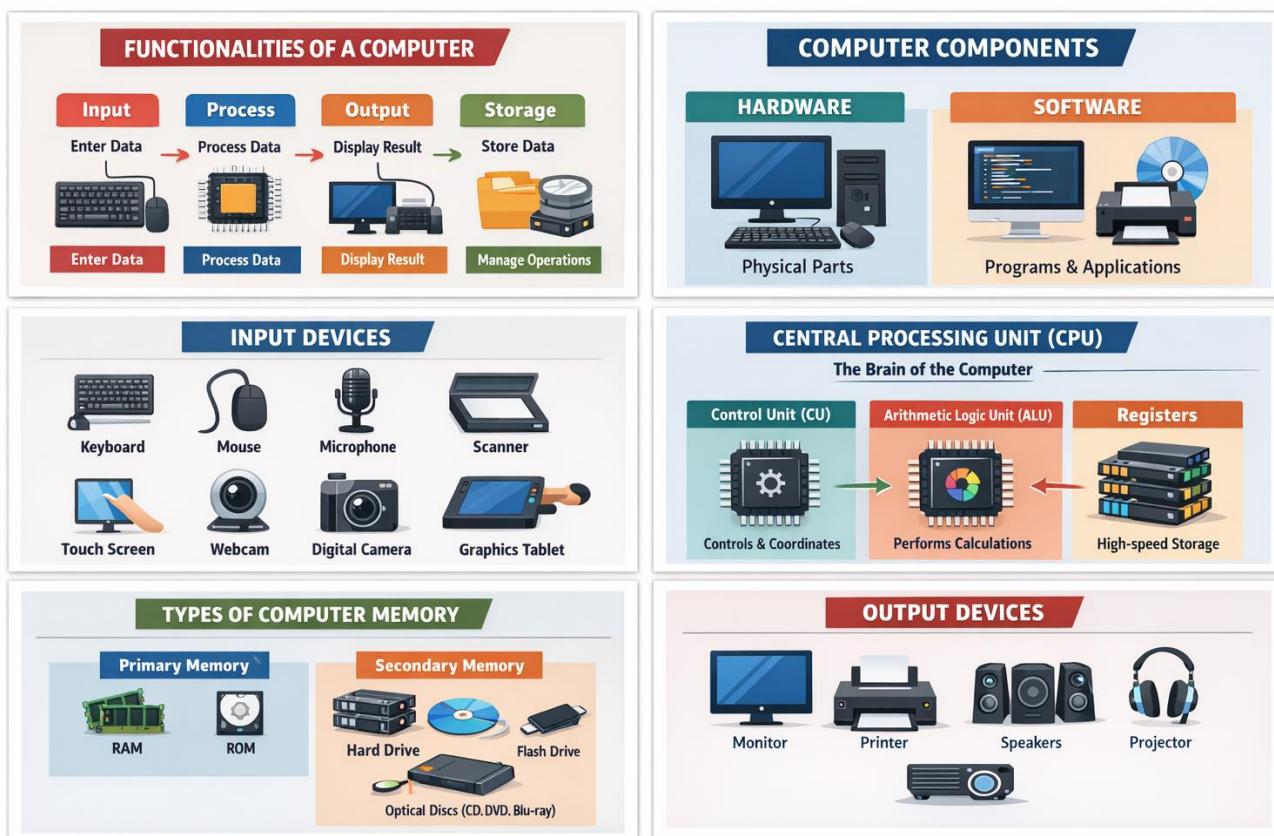 FUNCTIONALITIES OF A COMPUTER
Input
Process
Output
Storage
Enter Data
Process Data
Display Result
Store Data
Enter Data
Process Data
Display Result
Manage Operations
COMPUTER COMPONENTS
HARDWARE
SOFTWARE
Physical Parts
Programs & Applications
INPUT DEVICES
Keyboard
Mouse
Microphone
Scanner
Touch Screen
Webcam
Digital Camera
Graphics Tablet
CENTRAL PROCESSING UNIT (CPU)
The Brain of the Computer
Control Unit (CU)
Arithmetic Logic Unit (ALU)
Registers
Controls & Coordinates
Performs Calculations
High-speed Storage
TYPES OF COMPUTER MEMORY
Primary Memory
Secondary Memory
RAM
ROM
Hard Drive
Flash Drive
Optical Discs (CD.DVD. Blu-ray)
OUTPUT DEVICES
Monitor
Printer
Speakers
Projector